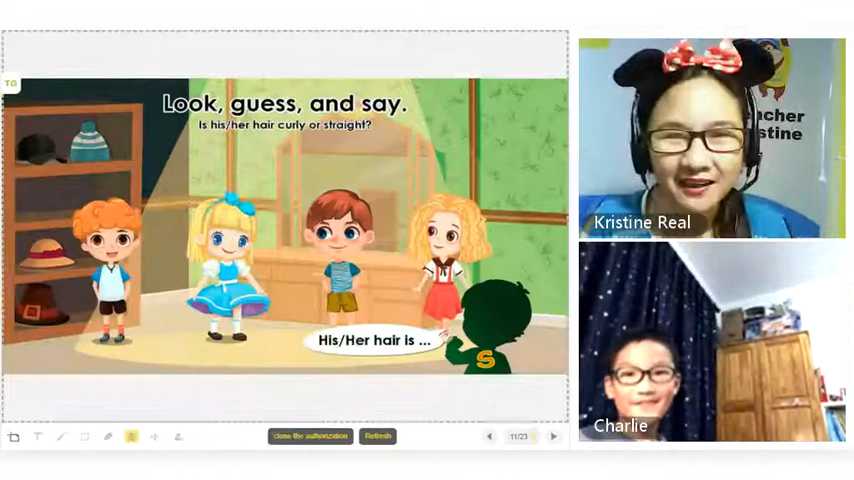 TG
Look, guess, and say.
Is his/her hair curly or straight?
His/Her hair is ...
S
close the authorization
Refresh
11/23
Kristine Real
Charlie